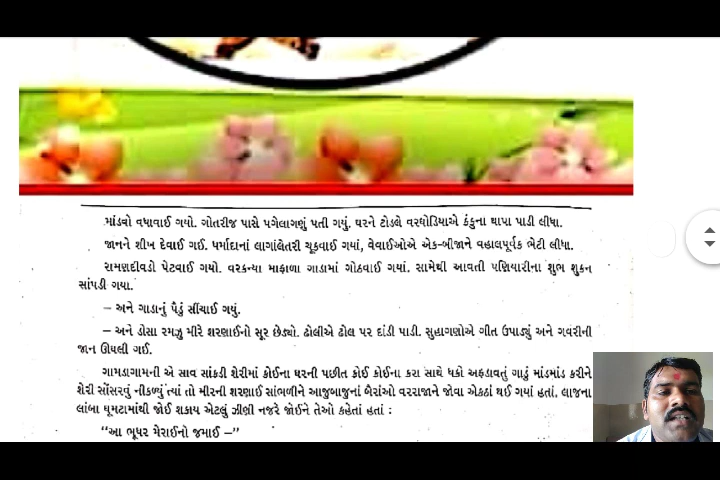 માંડવો વધાવાઈ ગયો. ગોતરીજ પાસે પગેલાગણું પતી ગયું. ઘરને ટોડલે વરઘોડિયાએ કંકુના થાપા પાડી લીધા.
જાનને શીખ દેવાઈ ગઈ. ધર્માદાનાં લાગાંલેતરી ચૂકવાઈ ગયાં, વેવાઈઓએ એક-બીજાને વહાલપૂર્વક ભેટી લીધા.
રામણદીવડો પેટવાઈ ગયો. વરકન્યા માફાળા ગાડામાં ગોઠવાઈ ગયાં. સામેથી આવતી પણિયારીના શુભ શુકન
સાંપડી ગયા.
– અને ગાડાનું પૈડું સીંચાઈ ગયું.
– અને ડોસા રમઝુ મીરે શરણાઈનો સૂર છેડ્યો. ઢોલીએ ઢોલ પર દાંડી પાડી. સુહાગણોએ ગીત ઉપાડ્યું અને ગવરીની
જાન ઊઘલી ગઈ.
ગામડાગામની એ સાવ સાંકડી શેરીમાં કોઈના ઘરની પછીત કોઈ કોઈના કરા સાથે ધકો અફડાવતું ગાડું માંડમાંડ કરીને
શેરી સોંસરવું નીકળ્યું ત્યાં તો મીરની શરણાઈ સાંભળીને આજુબાજુનાં બૈરાંઓ વરરાજાને જોવા એકઠાં થઈ ગયાં હતાં. લાજના
લાંબા ઘૂમટામાંથી જોઈ શકાય એટલું ઝીણી નજરે જોઈને તેઓ કહેતાં હતાં :
"આ ભૂધર મેરાઈનો જમાઈ –"